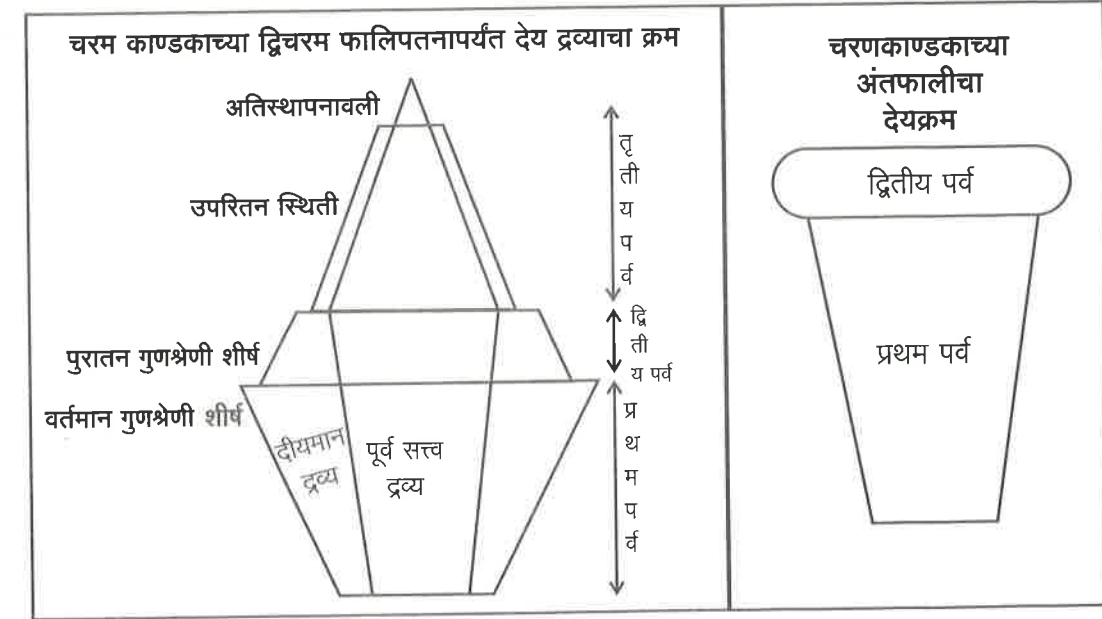 चरम काण्डकाच्या द्विचरम फालिपतनापर्यंत देय द्रव्याचा क्रम
अतिस्थापनावली
उपरितन स्थिती
पुरातन गुणश्रेणी शीर्ष
वर्तमान गुणश्रेणी शीर्ष
दीयमान
द्रव्य
पूर्व सत्त्व
द्रव्य
तृ
ती
य
प
र्व
द्वि
ती
य पर्व
प्र
थ
म
प
र्व
चरणकाण्डकाच्या
अंतफालीचा
देयक्रम
द्वितीय पर्व
प्रथम पर्व